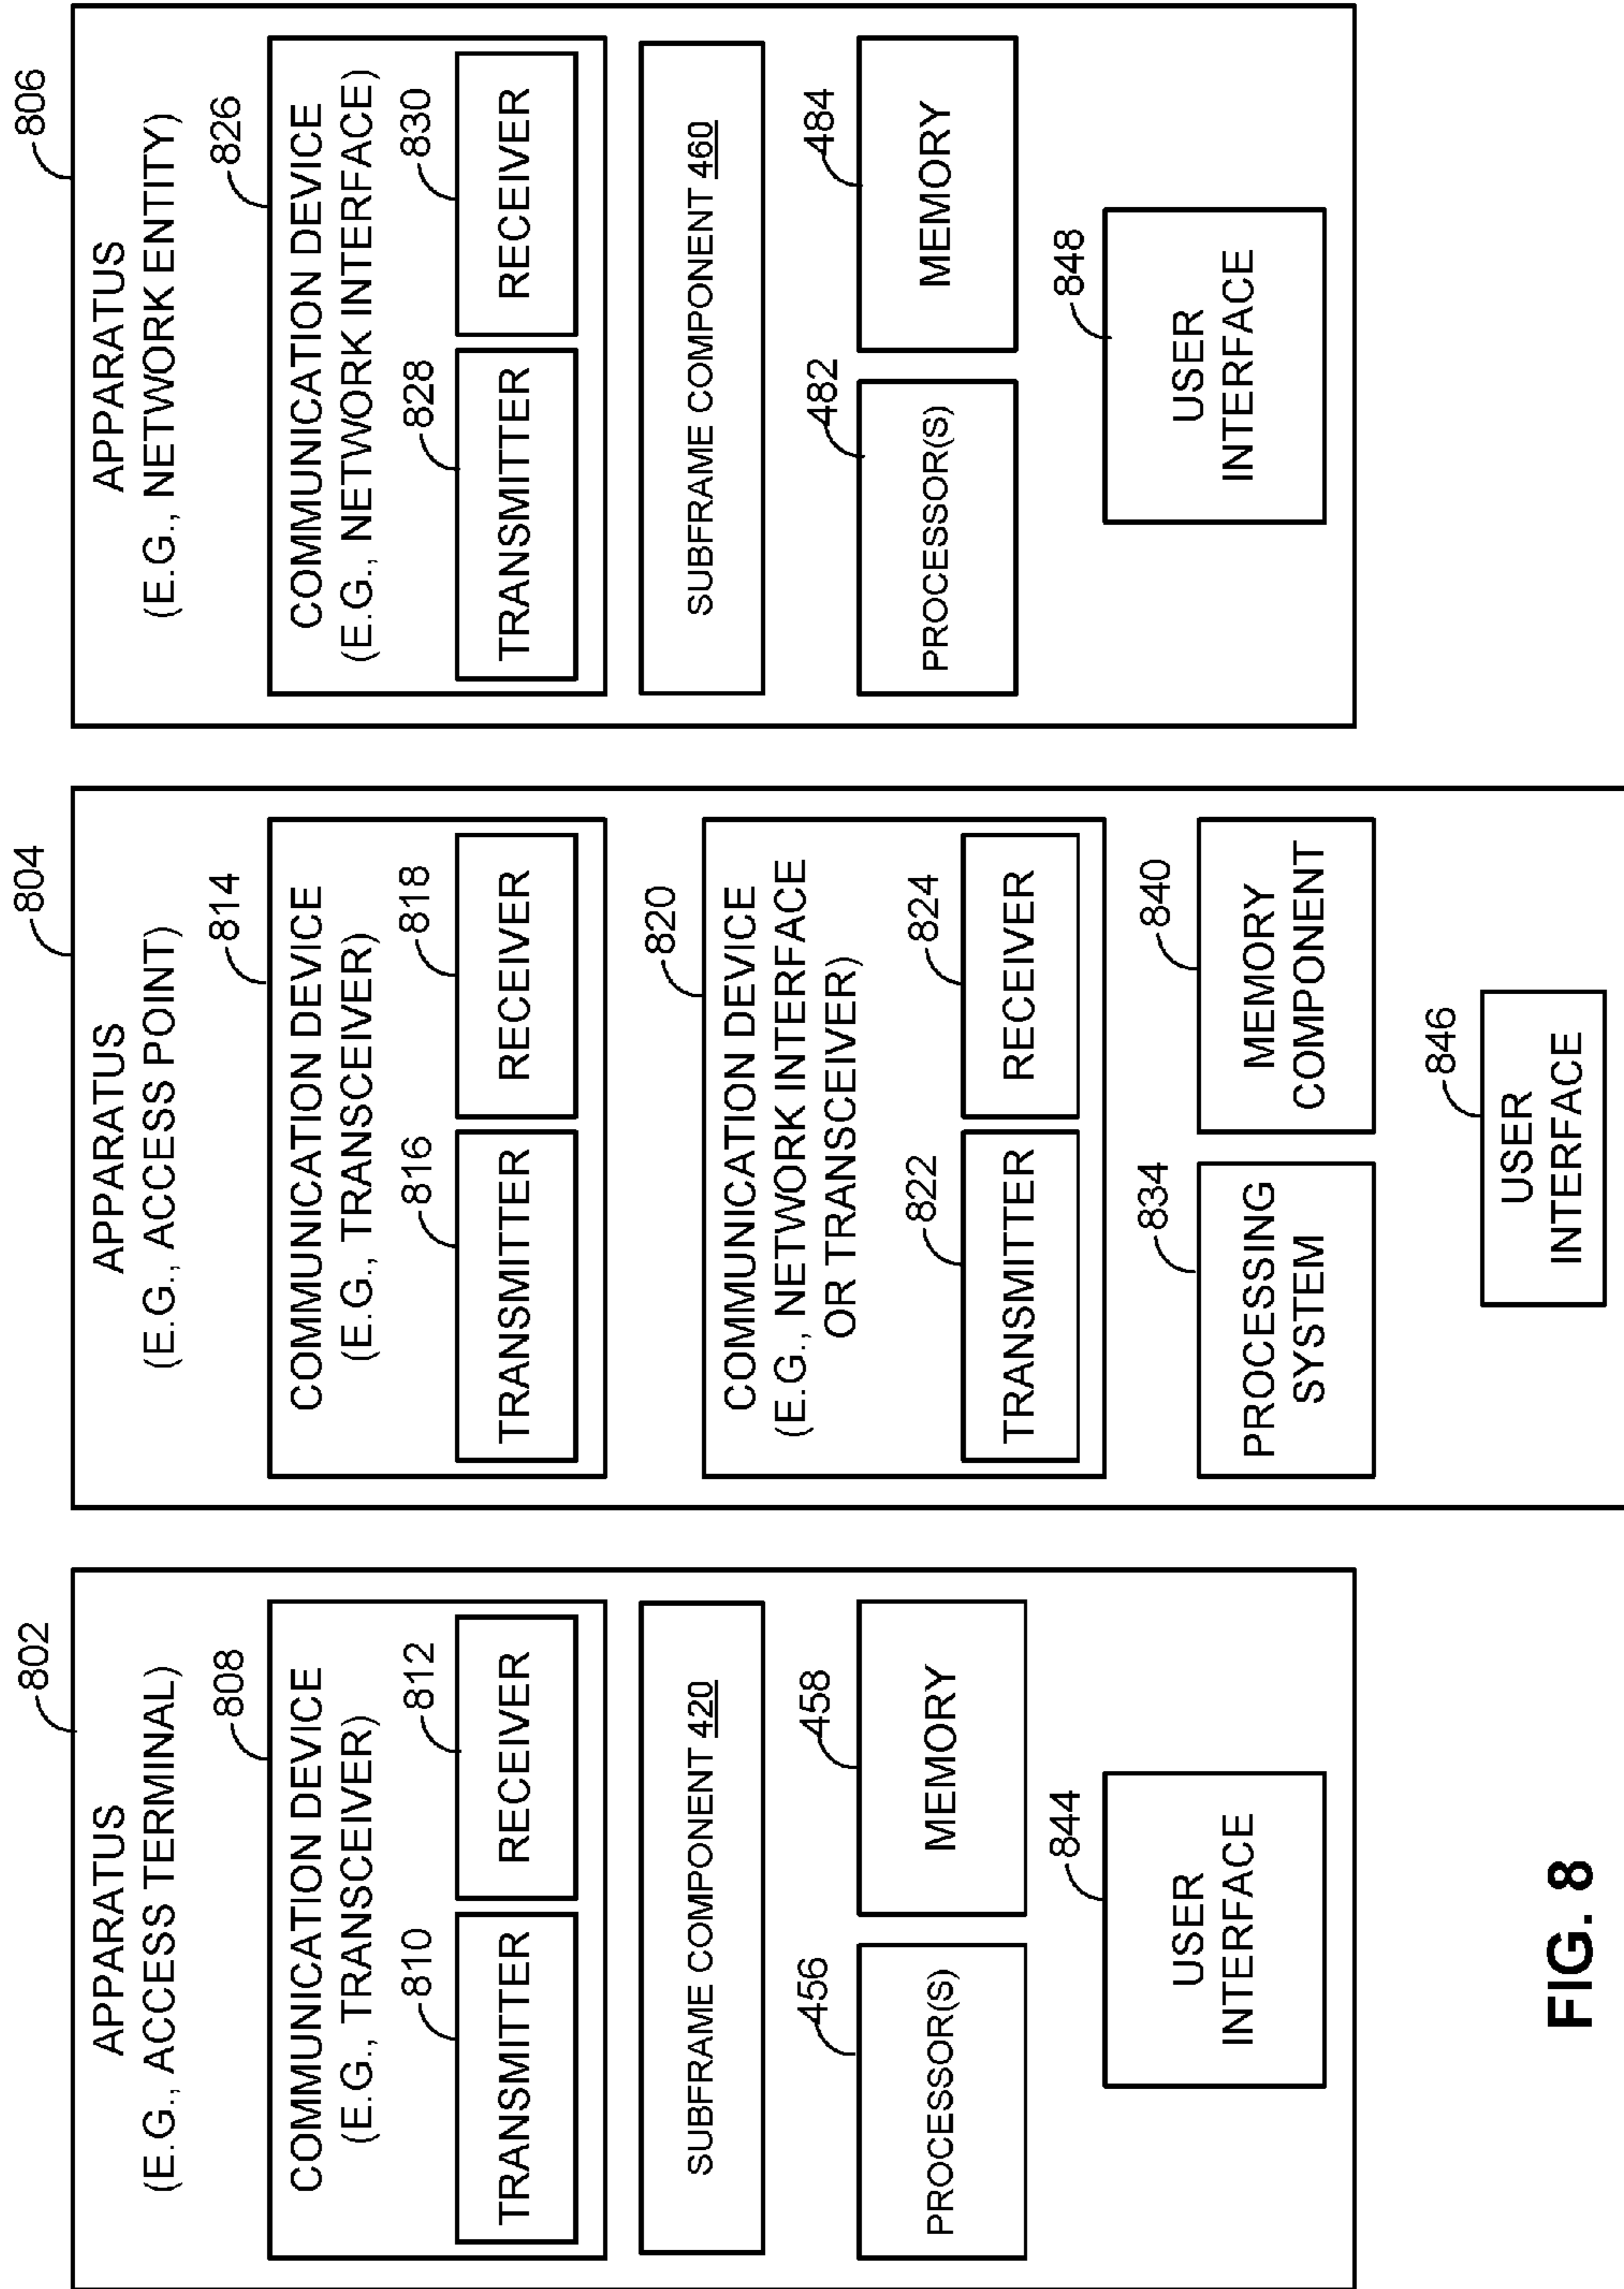 802
APPARATUS
(E.G., ACCESS TERMINAL)
808
COMMUNICATION DEVICE
(E.G., TRANSCEIVER)
810
TRANSMITTER
812
RECEIVER
SUBFRAME COMPONENT 420
456
PROCESSOR(S)
458
MEMORY
844
USER
INTERFACE
804
APPARATUS
(E.G., ACCESS POINT)
814
COMMUNICATION DEVICE
(E.G., TRANSCEIVER)
816
TRANSMITTER
818
RECEIVER
820
COMMUNICATION DEVICE
(E.G., NETWORK INTERFACE
OR TRANSCEIVER)
822
TRANSMITTER
824
RECEIVER
834
PROCESSING
SYSTEM
840
MEMORY
COMPONENT
846
USER
INTERFACE
806
APPARATUS
(E.G., NETWORK ENTITY)
826
COMMUNICATION DEVICE
(E.G., NETWORK INTERFACE)
828
TRANSMITTER
830
RECEIVER
SUBFRAME COMPONENT 460
482
PROCESSOR(S)
484
MEMORY
848
USER
INTERFACE
FIG. 8